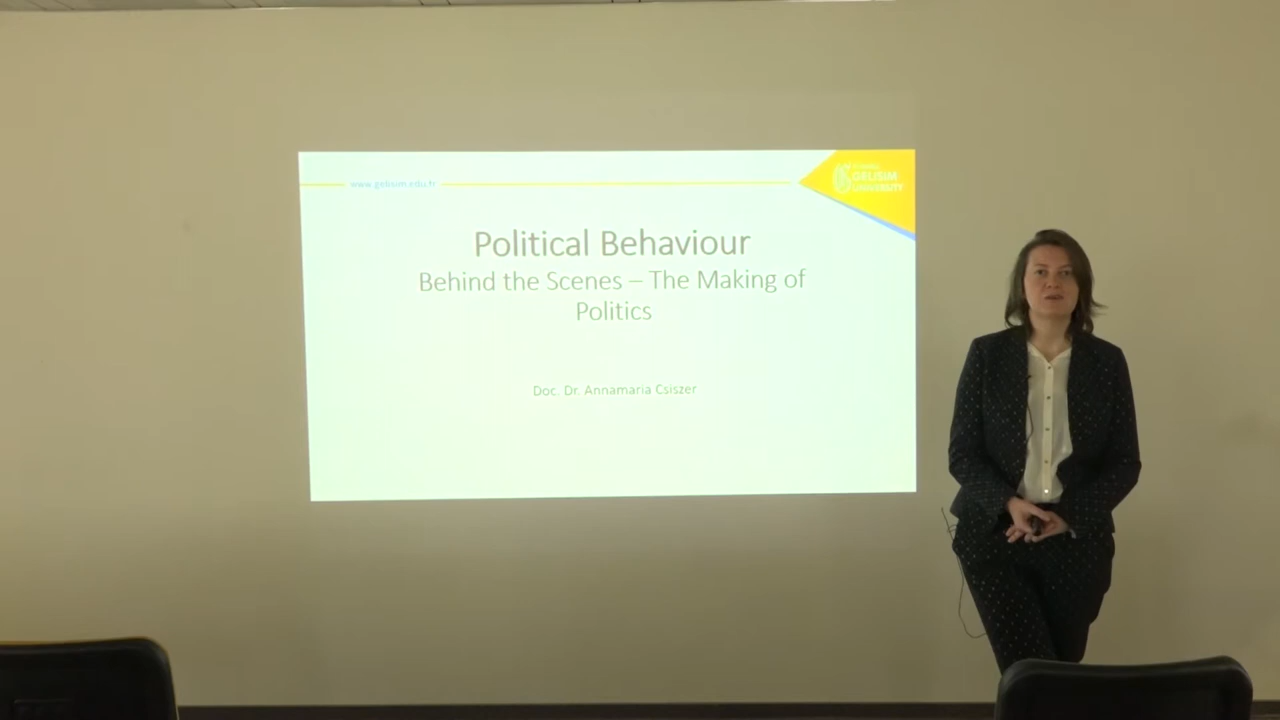 www.gelisim.edu.tr
GELISIM
UNIVERSITY
Political Behaviour
Behind the Scenes – The Making of
Politics
Doc. Dr. Annamaria Csiszer